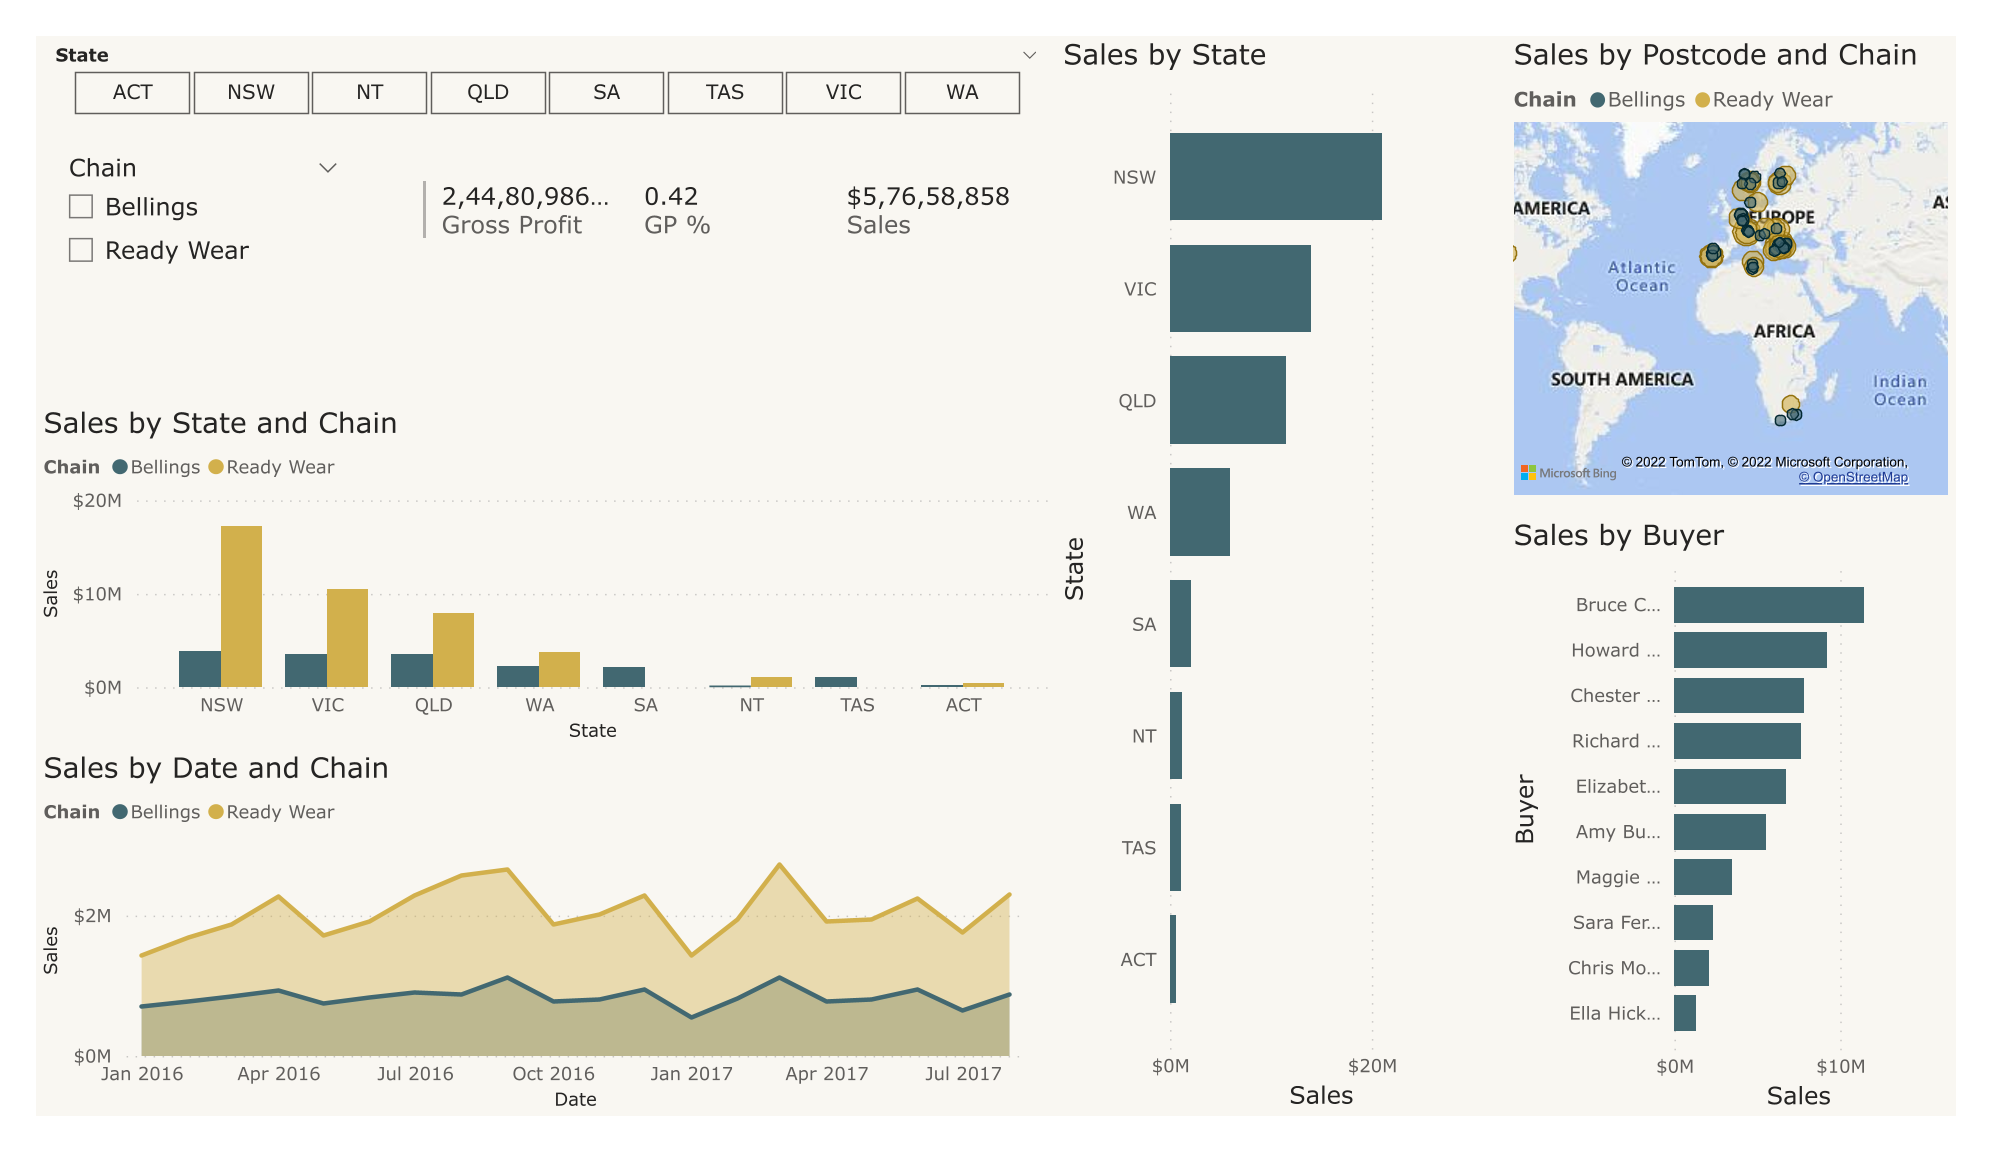 State
ACT NSW NT QLD SA TAS VIC WA
Chain
Bellings
Ready Wear
2,44,80,986...
Gross Profit
0.42
GP %
$5,76,58,858
Sales
Sales by State and Chain
Chain Bellings Ready Wear
$20M
$10M
$0M
Sales
NSW VIC QLD WA SA NT TAS ACT
State
Sales by Date and Chain
Chain Bellings Ready Wear
$2M
$0M
Sales
Jan 2016 Apr 2016 Jul 2016 Oct 2016 Jan 2017 Apr 2017 Jul 2017
Date
Sales by State
State
NSW
VIC
QLD
WA
SA
NT
TAS
ACT
$0M $20M
Sales
Sales by Postcode and Chain
Chain Bellings Ready Wear
AMERICA
EUROPE
AS
Atlantic
Ocean
AFRICA
SOUTH AMERICA
Indian
Ocean
Microsoft Bing
© 2022 TomTom, © 2022 Microsoft Corporation,
© OpenStreetMap
Sales by Buyer
Buyer
Bruce C...
Howard ...
Chester ...
Richard ...
Elizabet...
Amy Bu...
Maggie ...
Sara Fer...
Chris Mo...
Ella Hick...
$0M $10M
Sales